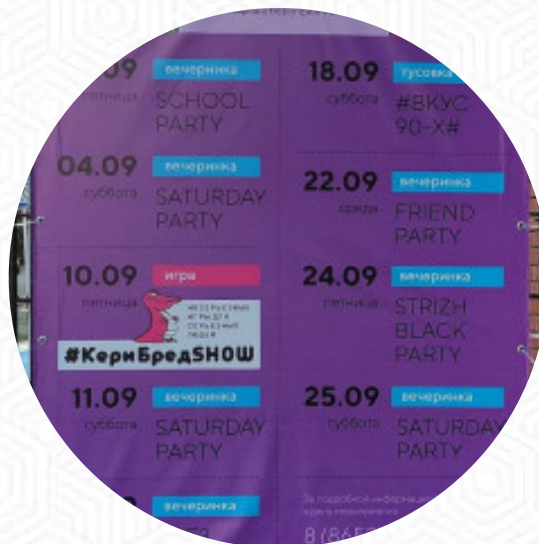 09 вечеринка
пятница SCHOOL
PARTY
04.09 вечеринка
суббота SATURDAY
PARTY
10.09 игра
пятница
#КериБредSHOW
11.09 вечеринка
суббота SATURDAY
PARTY
вечеринка
18.09 тусовка
суббота #ВКУС
90-Х#
22.09 вечеринка
среда FRIEND
PARTY
24.09 вечеринка
пятница STRIZH
BLACK
PARTY
25.09 вечеринка
суббота SATURDAY
PARTY
За подробной